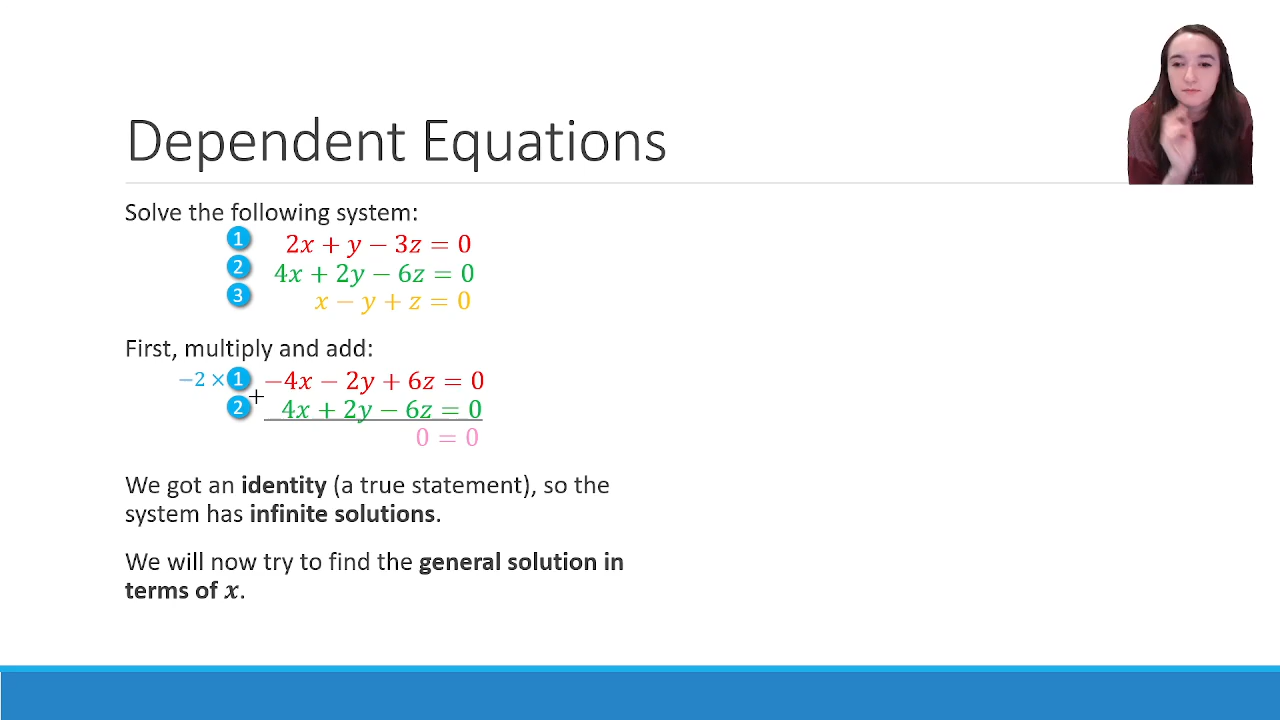 Dependent Equations
Solve the following system:
1 2x + y − 3z = 0
2 4x + 2y − 6z = 0
3 x − y + z = 0
First, multiply and add:
−2 × 1 −4x − 2y + 6z = 0
+
2 4x + 2y − 6z = 0
0 = 0
We got an identity (a true statement), so the
system has infinite solutions.
We will now try to find the general solution in
terms of x.